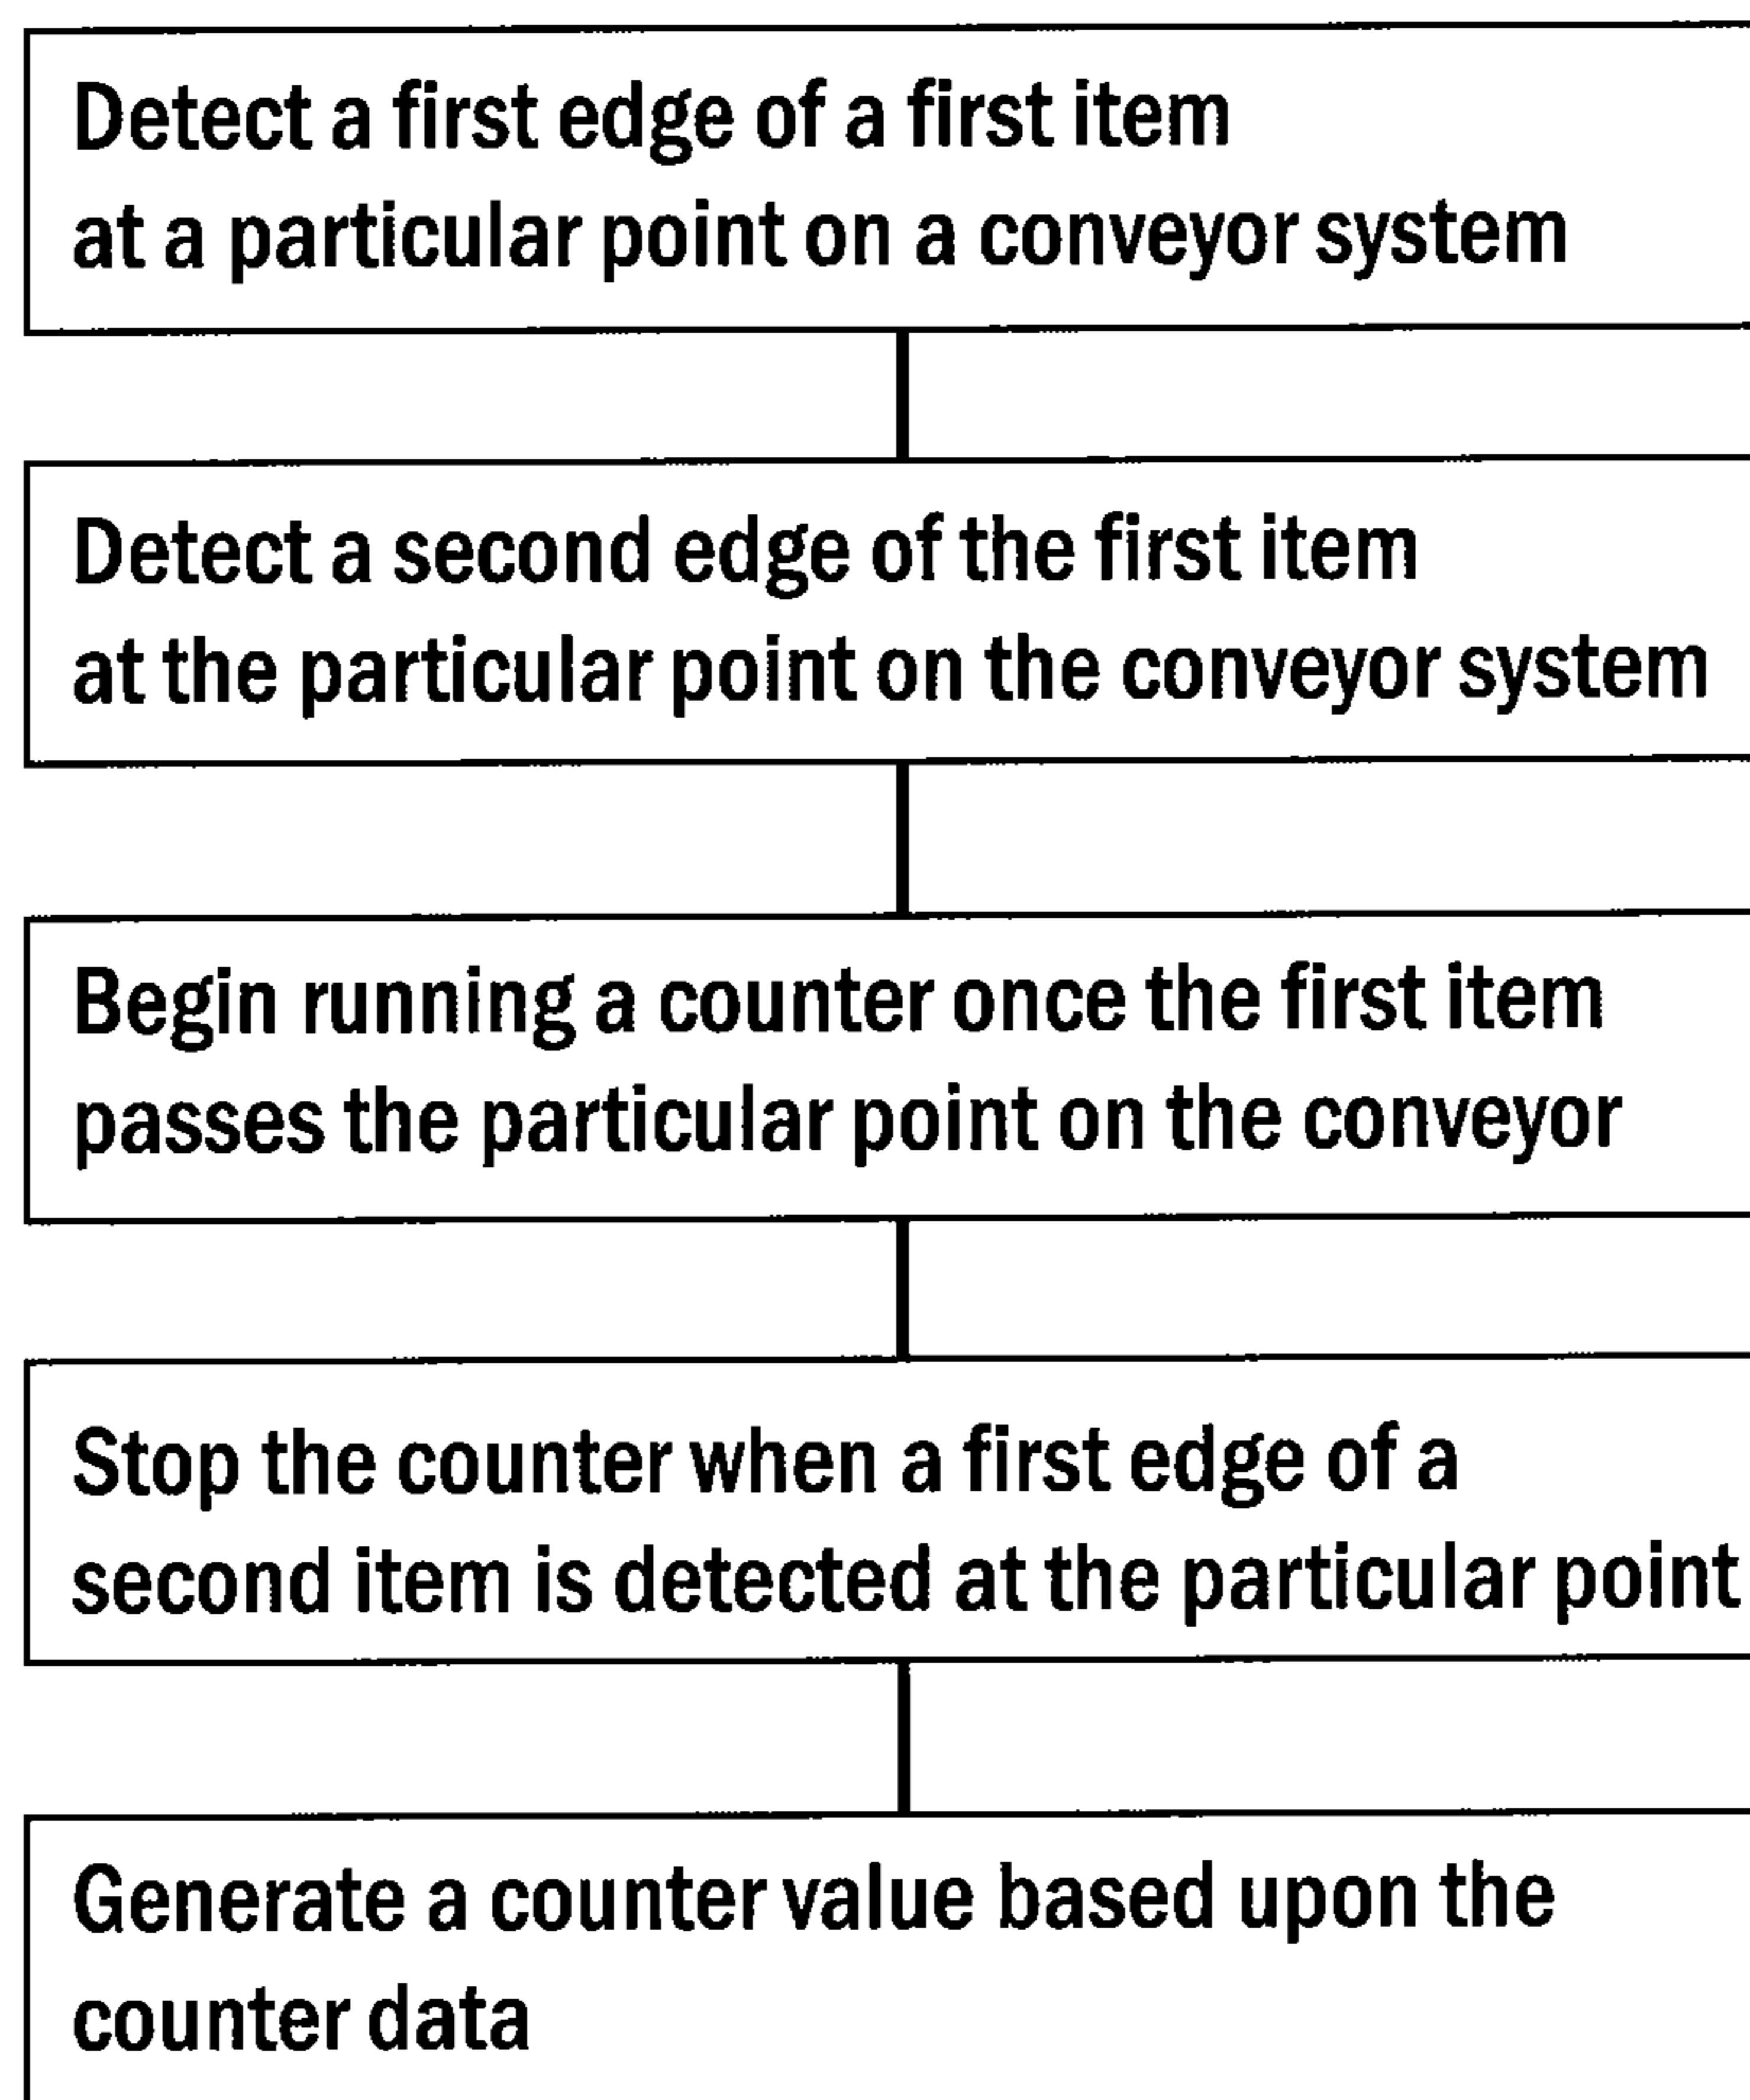 Detect a first edge of a first item
at a particular point on a conveyor system
Detect a second edge of the first item
at the particular point on the conveyor system
Begin running a counter once the first item
passes the particular point on the conveyor
Stop the counter when a first edge of a
second item is detected at the particular point
Generate a counter value based upon the
counter data